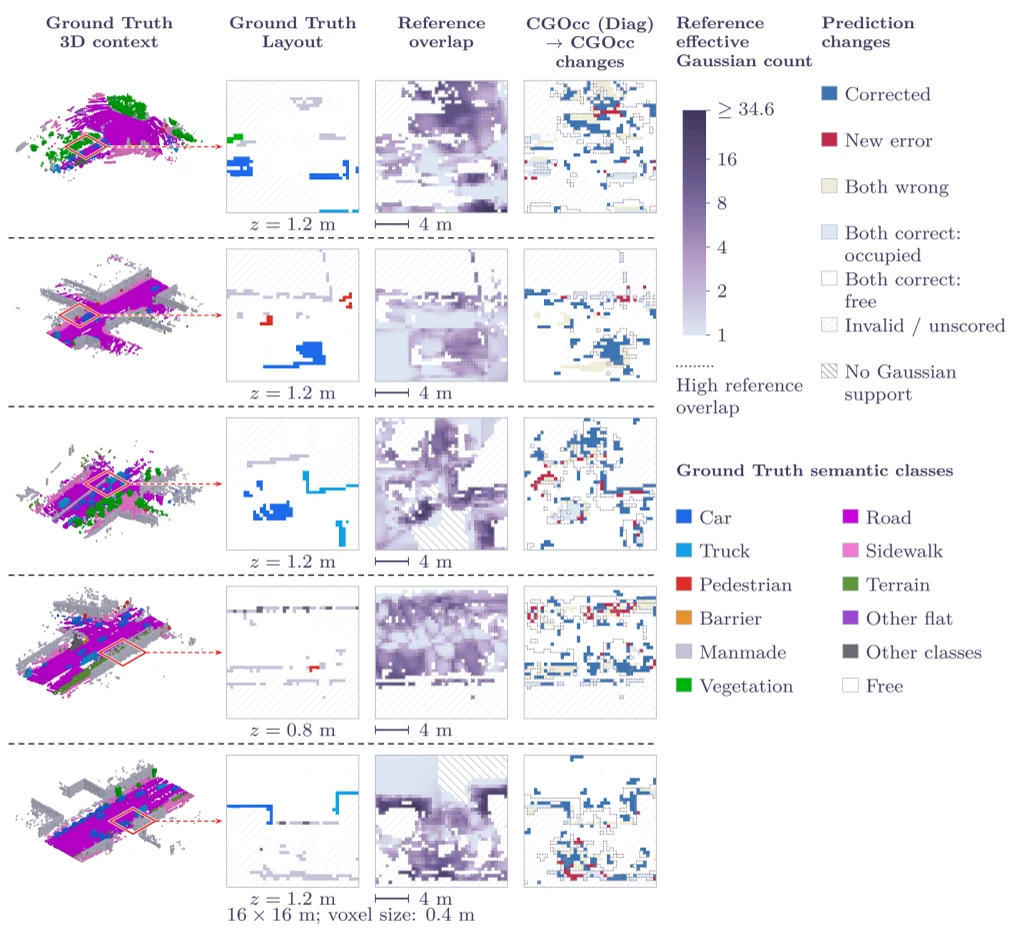 Ground Truth
3D context
Ground Truth
Layout
Reference
overlap
CGOcc (Diag)
→ CGOcc
changes
Reference
effective
Gaussian count
Prediction
changes
≥ 34.6
16
8
4
2
1
High reference
overlap
Corrected
New error
Both wrong
Both correct:
occupied
Both correct:
free
Invalid / unscored
No Gaussian
support
z = 1.2 m
4 m
z = 1.2 m
4 m
z = 1.2 m
4 m
z = 0.8 m
4 m
z = 1.2 m
4 m
16 × 16 m; voxel size: 0.4 m
Ground Truth semantic classes
Car
Truck
Pedestrian
Barrier
Manmade
Vegetation
Road
Sidewalk
Terrain
Other flat
Other classes
Free